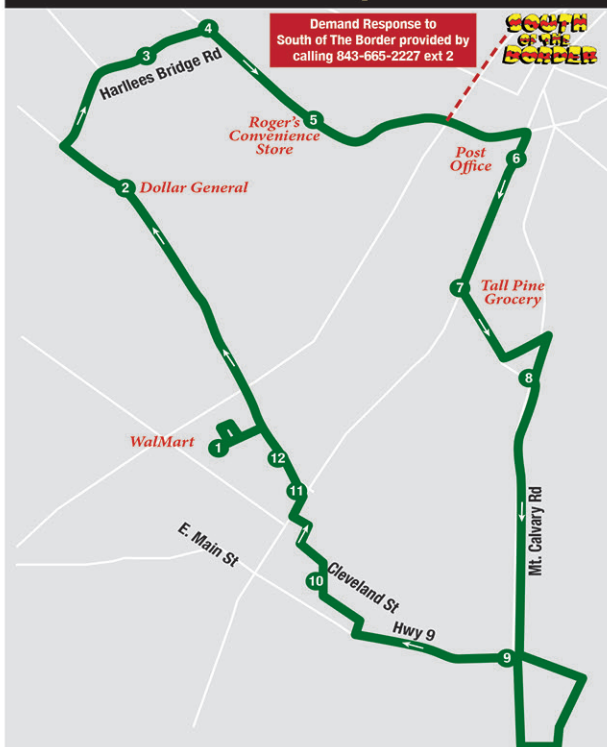 Demand Response to
South of The Border provided by
calling 843-665-2227 ext 2
SOUTH
OF THE
BORDER
4
3
Harllees Bridge Rd
5
Roger's
Convenience
Store
Post
Office
6
2
Dollar General
7
Tall Pine
Grocery
8
WalMart
1
12
11
Mt. Calvary Rd
E. Main St
10
Cleveland St
Hwy 9
9